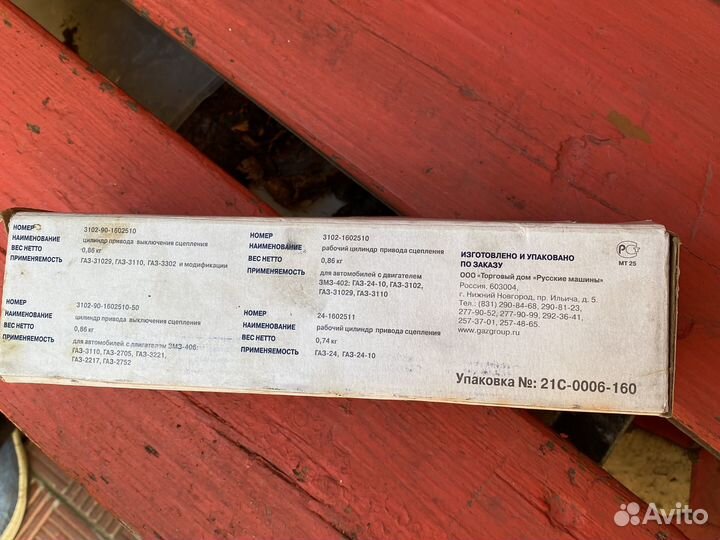 НОМЕР 3102-90-1602510
НАИМЕНОВАНИЕ цилиндр привода выключения сцепления
ВЕС НЕТТО 0,86 кг
ПРИМЕНЯЕМОСТЬ ГАЗ-31029, ГАЗ-3110, ГАЗ-3302 и модификации
НОМЕР 3102-90-1602510-50
НАИМЕНОВАНИЕ цилиндр привода выключения сцепления
ВЕС НЕТТО 0,86 кг
ПРИМЕНЯЕМОСТЬ для автомобилей с двигателем ЗМЗ-406:
ГАЗ-3110, ГАЗ-2705, ГАЗ-3221,
ГАЗ-2217, ГАЗ-2752
НОМЕР 3102-1602510
НАИМЕНОВАНИЕ рабочий цилиндр привода сцепления
ВЕС НЕТТО 0,86 кг
ПРИМЕНЯЕМОСТЬ для автомобилей с двигателем
ЗМЗ-402: ГАЗ-24-10, ГАЗ-3102,
ГАЗ-31029, ГАЗ-3110
НОМЕР 24-1602511
НАИМЕНОВАНИЕ рабочий цилиндр привода сцепления
ВЕС НЕТТО 0,74 кг
ПРИМЕНЯЕМОСТЬ ГАЗ-24, ГАЗ-24-10
ИЗГОТОВЛЕНО И УПАКОВАНО
ПО ЗАКАЗУ
ООО «Торговый дом «Русские машины»
Россия, 603004,
г. Нижний Новгород, пр. Ильича, д. 5
Тел.: (831) 290-84-68, 290-81-23,
277-90-52, 277-90-99, 292-36-41,
257-37-01, 257-48-65.
www.gazgroup.ru
МТ 25
Упаковка №: 21С-0006-160
Avito